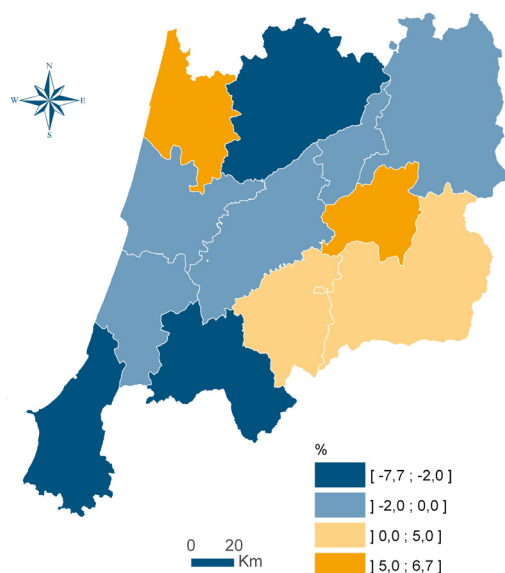 N
W E
S
%
[ -7,7 ; -2,0 ]
] -2,0 ; 0,0 ]
] 0,0 ; 5,0 ]
] 5,0 ; 6,7 ]
0 20
Km